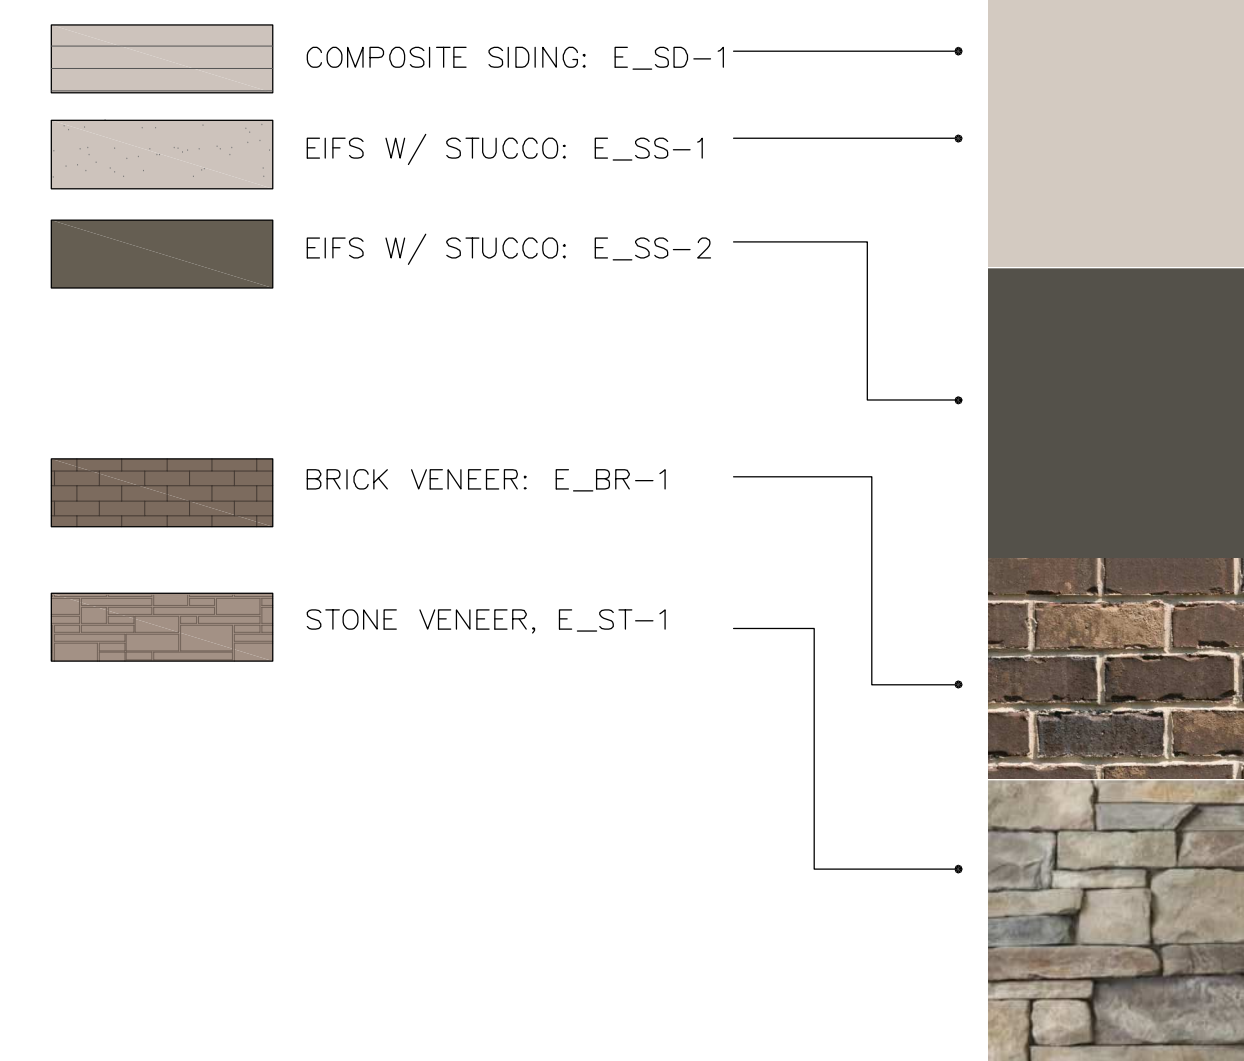 COMPOSITE SIDING: E_SD-1
EIFS W/ STUCCO: E_SS-1
EIFS W/ STUCCO: E_SS-2
BRICK VENEER: E_BR-1
STONE VENEER, E_ST-1